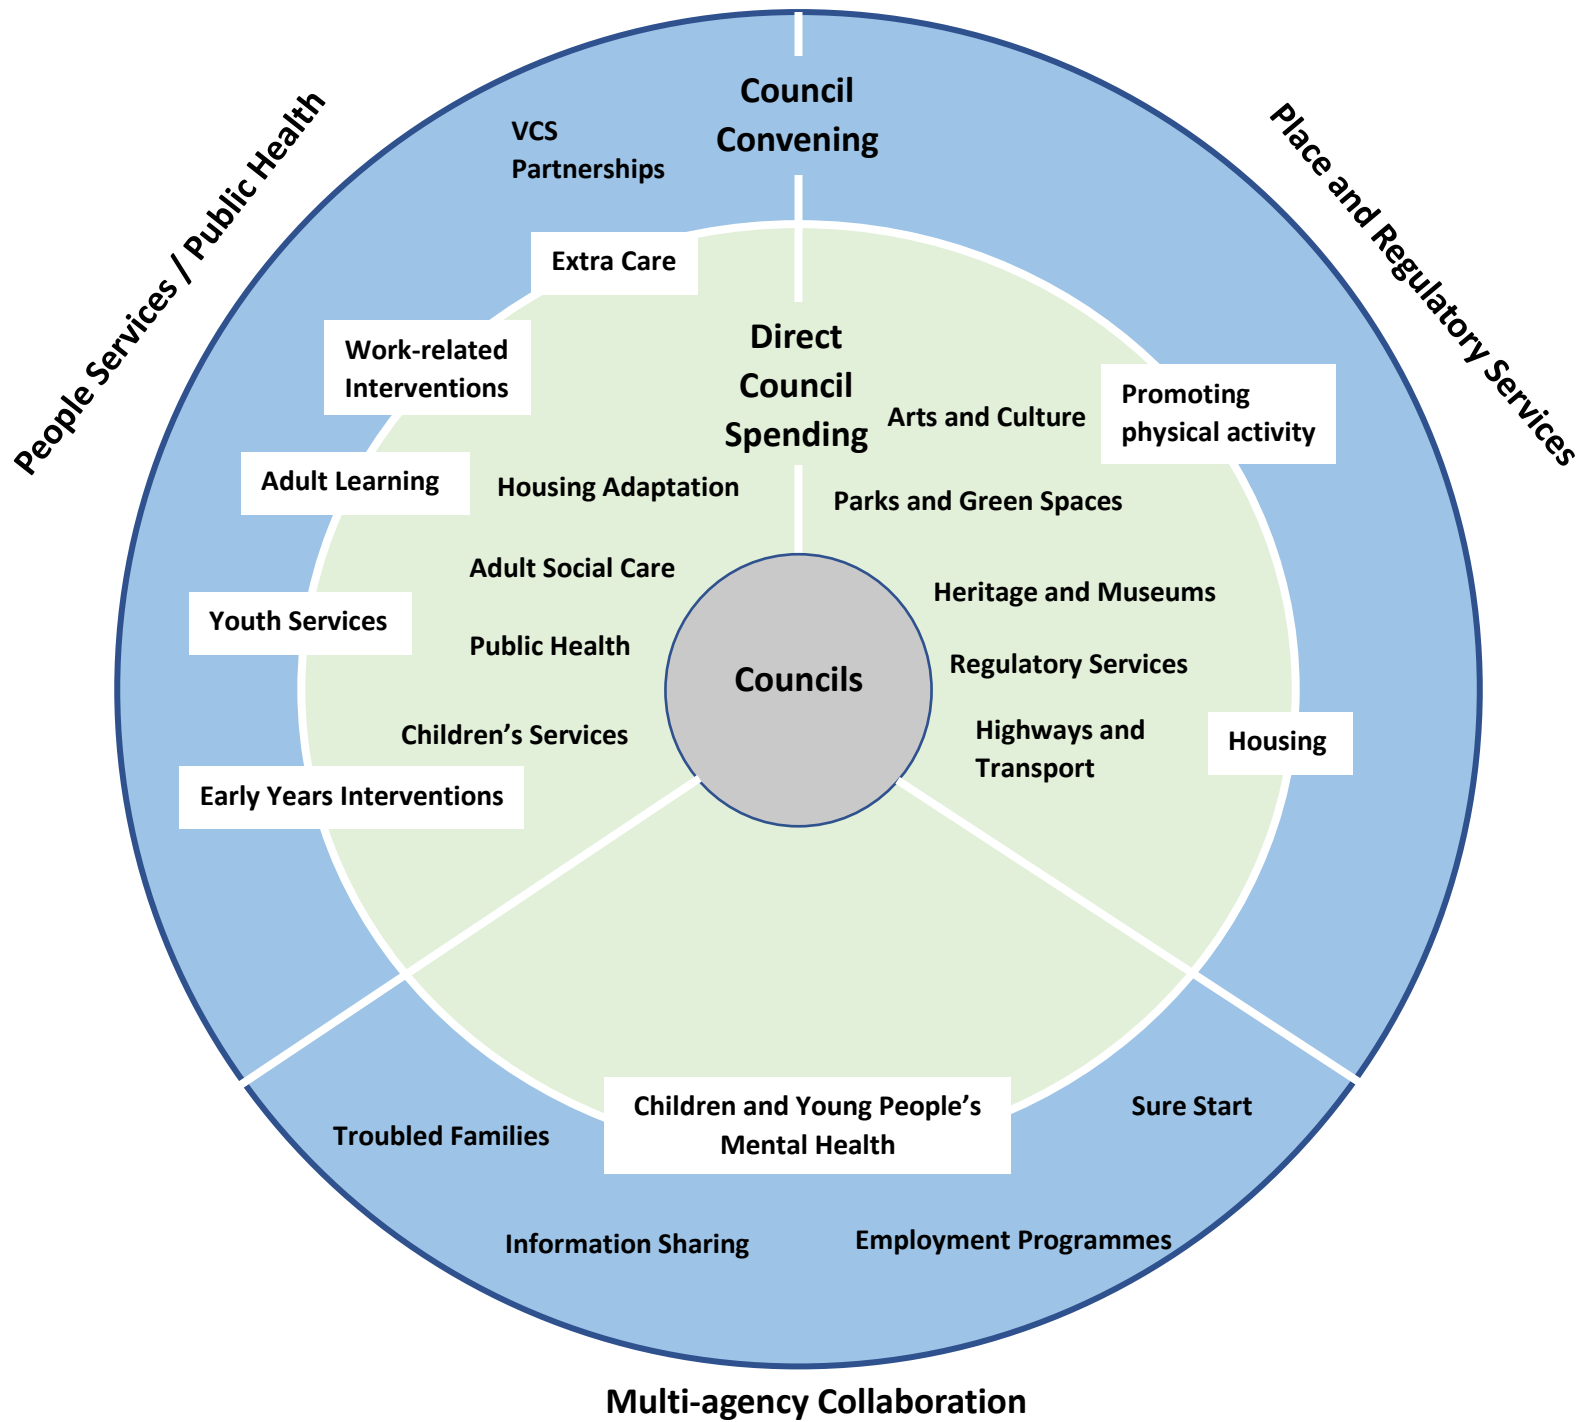 People Services / Public Health
Place and Regulatory Services
Council
Convening
VCS
Partnerships
Extra Care
Direct
Council
Spending
Work-related
Interventions
Arts and Culture
Promoting
physical activity
Adult Learning
Housing Adaptation
Parks and Green Spaces
Adult Social Care
Heritage and Museums
Youth Services
Public Health
Regulatory Services
Councils
Children’s Services
Highways and
Transport
Housing
Early Years Interventions
Children and Young People’s
Mental Health
Sure Start
Troubled Families
Information Sharing
Employment Programmes
Multi-agency Collaboration